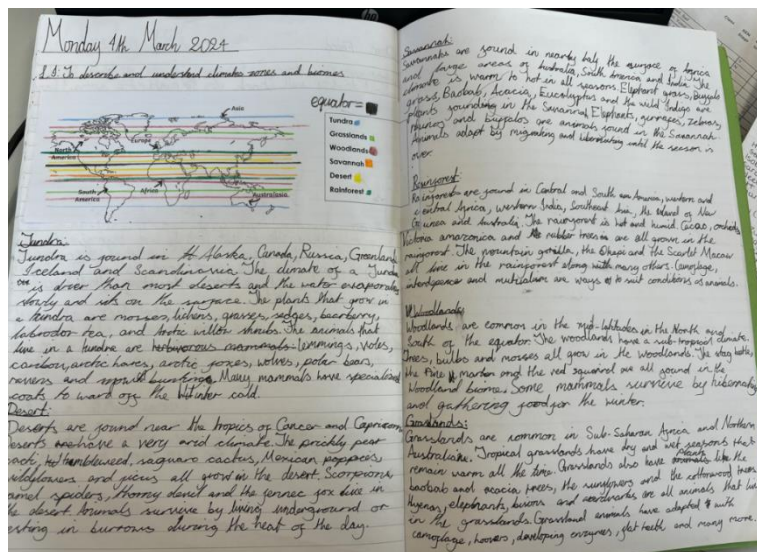 Monday 4th March 2024
L.I: To describe and understand climate zones and biomes
equator=
Asia
Europe
North
America
South
America
Africa
Australasia
Tundra
Grasslands
Woodlands
Savannah
Desert
Rainforest
Tundra:
Tundra is found in Alaska, Canada, Russia, Greenland
Iceland and Scandinavia. The climate of a Tundra
is drier than most deserts and the water evaporates
slowly and sits on the surface. The plants that grow in
a tundra are mosses, lichens, grasses, sedges, bearberry,
labrador tea, and Arctic willow shrubs. The animals that
live in a tundra are herbivorous mammals lemmings, voles,
caribou, arctic hares, arctic foxes, wolves, polar bears,
ravens and snow buntings. Many mammals have specialised
coats to ward off the Winter cold.
Desert:
Deserts are found near the tropics of Cancer and Capricorn
Deserts have a very arid climate. The prickly pear
cacti, tumbleweed, saguaro cactus, Mexican poppies
wildflowers and ficus all grow in the desert. Scorpions
camel spiders, thorny devil and the fennec fox live in
the desert. Animals survive by living underground or
resting in burrows during the heat of the day.
Savannah:
Savannahs are found in nearby half the surface of Africa
and large areas of Australia, South America and India. The
climate is warm to hot in all seasons. Elephant grass, Buffalo
grass, Baobab, Acacia, Eucalyptus and the wild Indigo are
plants found in the Savanna. Elephants, giraffes, zebras,
rhinos and buffalos are animals found in the Savannah.
Animals adapt by migrating and hibernating until the season is
over.
Rainforest:
Rainforest are found in Central and South America, western and
central Africa, western India, Southeast Asia, the island of New
Guinea and Australia. The rainforest is hot and humid. Cacao, orchids
Victoria amazonica and rubber trees are all grown in the
rainforest. The mountain gorilla, the Okapi and the Scarlet Macaw
all live in the rainforest along with many others. Camoflage,
interdpence and mutilalism are ways to suit conditions as animals.
Woodlands
Woodlands are common in the mid-latitudes in the North and
South of the equator. The woodlands have a sub-tropical climate.
Trees, bulbs and mosses all grow in the woodlands. The stag beetle,
the Pine marten and the red squirrel are all found in the
Woodland biome. Some mammals survive by hibernating
and gathering food for the winter.
Grasslands:
Grasslands are common in Sub-Saharan Africa and Northern
Australia. Tropical grasslands have dry and wet seasons that
remain warm all the time. Grasslands also have plants like the
baobab and acacia trees, the sunflowers and the cottonwood trees.
Hyenas, elephants, bisons and aardvarks are all animals that live
in the grasslands. Grassland animals have adapted with
camoflage, hooves, developing enzymes, flat teeth and many more.